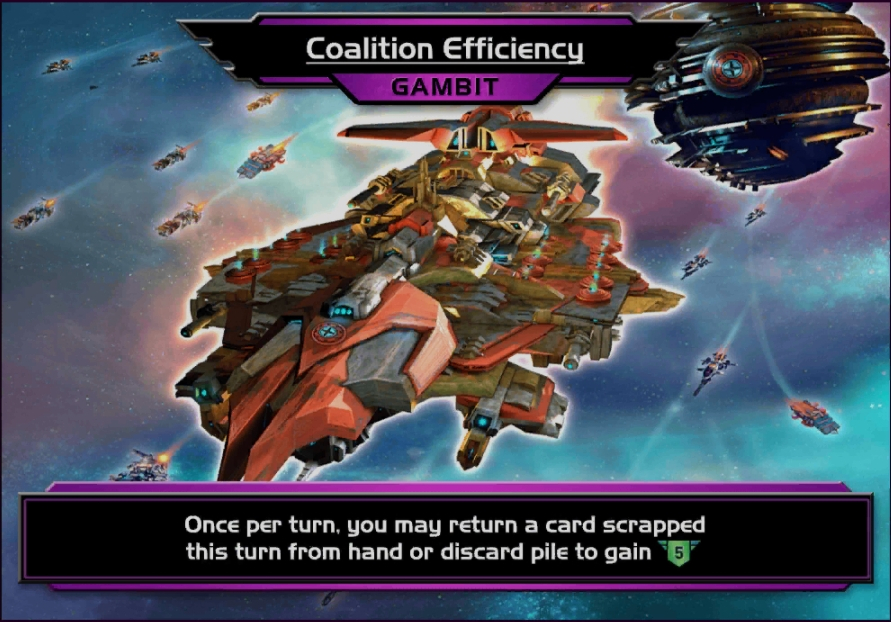 Coalition Efficiency
GAMBIT
Once per turn, you may return a card scrapped
this turn from hand or discard pile to gain 5